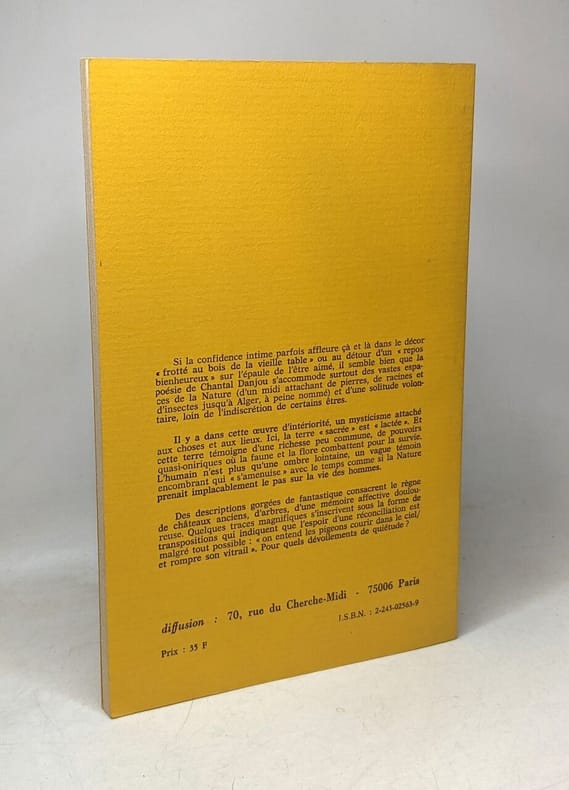 Si la confidence intime parfois affleure çà et là dans le décor
« frotté au bois de la vieille table » ou au détour d'un « repos
bienheureux » sur l'épaule de l'être aimé, il semble bien que la
poésie de Chantal Danjou s'accommode surtout des vastes espa-
ces de la Nature (d'un midi attachant de pierres, de racines et
d'insectes jusqu'à Alger, à peine nommé) et d'une solitude volon-
taire, loin de l'indiscrétion de certains êtres.
Il y a dans cette œuvre d'intériorité, un mysticisme attaché
aux choses et aux lieux. Ici, la terre « sacrée » est « lactée ». Et
cette terre témoigne d'une richesse peu commune, de pouvoirs
quasi-oniriques où la faune et la flore combattent pour la survie.
L'humain n'est plus qu'une ombre lointaine, un vague témoin
encombrant qui « s'amenuise » avec le temps comme si la Nature
prenait implacablement le pas sur la vie des hommes.
Des descriptions gorgées de fantastique consacrent le règne
de châteaux anciens, d'arbres, d'une mémoire affective doulou-
reuse. Quelques traces magnifiques s'inscrivent sous la forme de
transpositions qui indiquent que l'espoir d'une réconciliation est
malgré tout possible : « on entend les pigeons courir dans le ciel/
et rompre son vitrail ». Pour quels dévoilements de quiétude ?
diffusion : 70, rue du Cherche-Midi - 75006 Paris
I.S.B.N. : 2-243-02563-9
Prix : 35 F